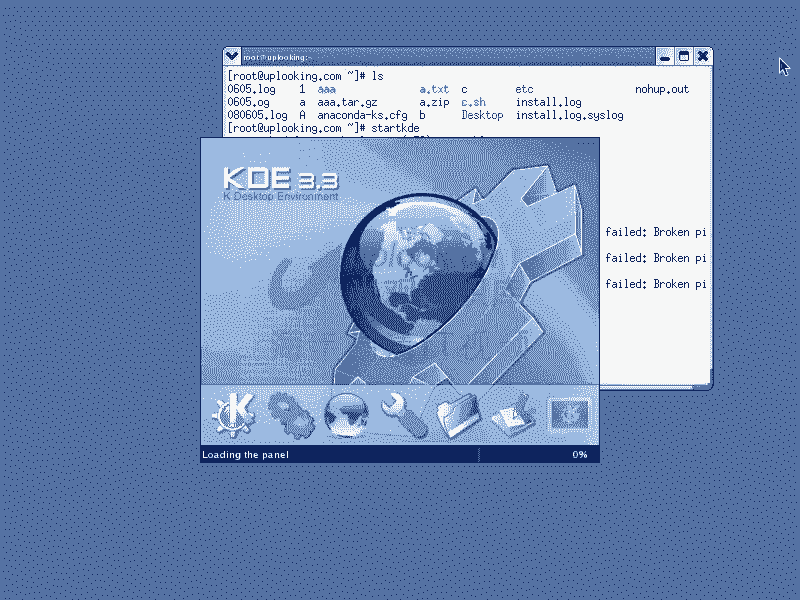 root@uplooking:~
[root@uplooking.com ~]# ls
0605.log 1 aaa a.txt c etc nohup.out
0605.og a aaa.tar.gz a.zip c.sh install.log
080605.log A anaconda-ks.cfg b Desktop install.log.syslog
[root@uplooking.com ~]# startkde
KDE 3.3
K Desktop Environment
failed: Broken pi
failed: Broken pi
failed: Broken pi
Loading the panel 0%